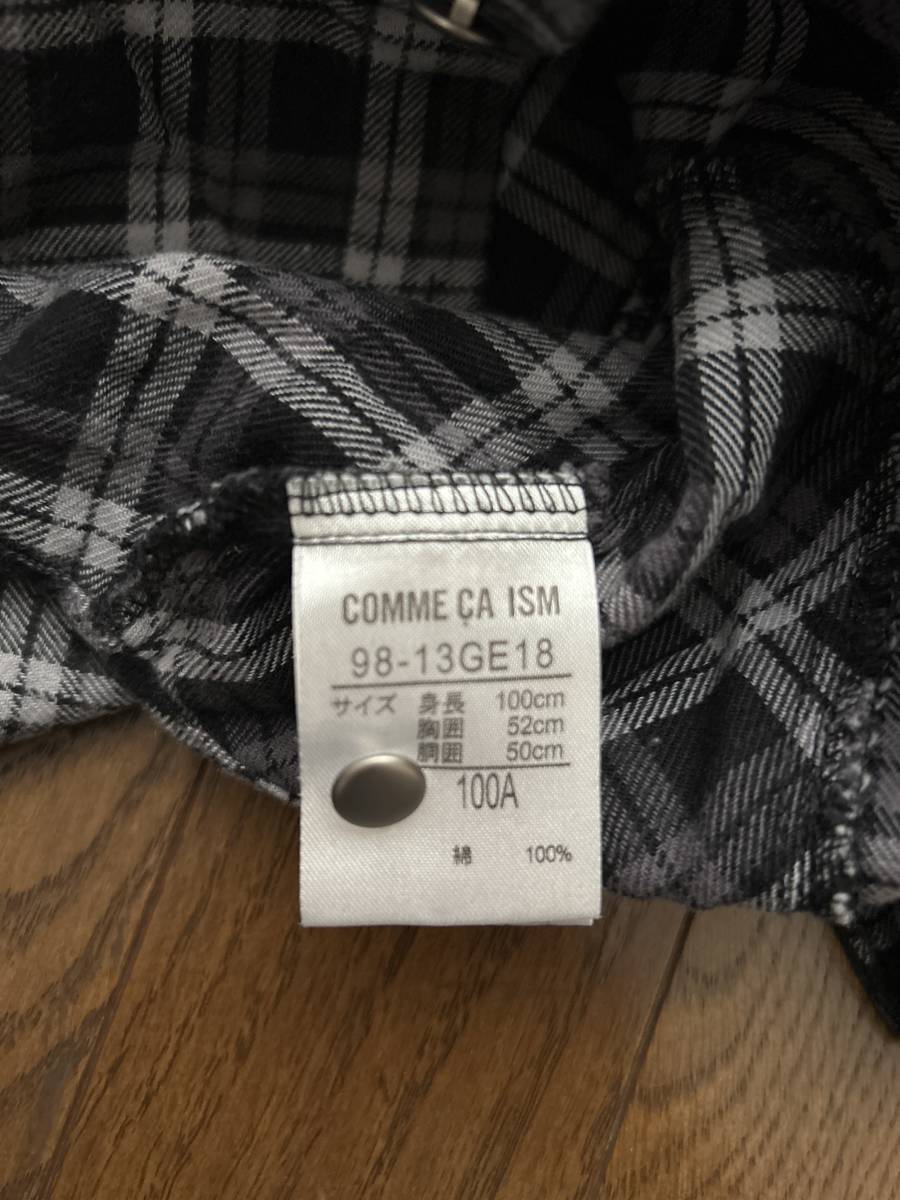 COMME ÇA ISM
98-13GE18
サイズ 身長 100cm
胸囲 52cm
胴囲 50cm
100A
綿 100%